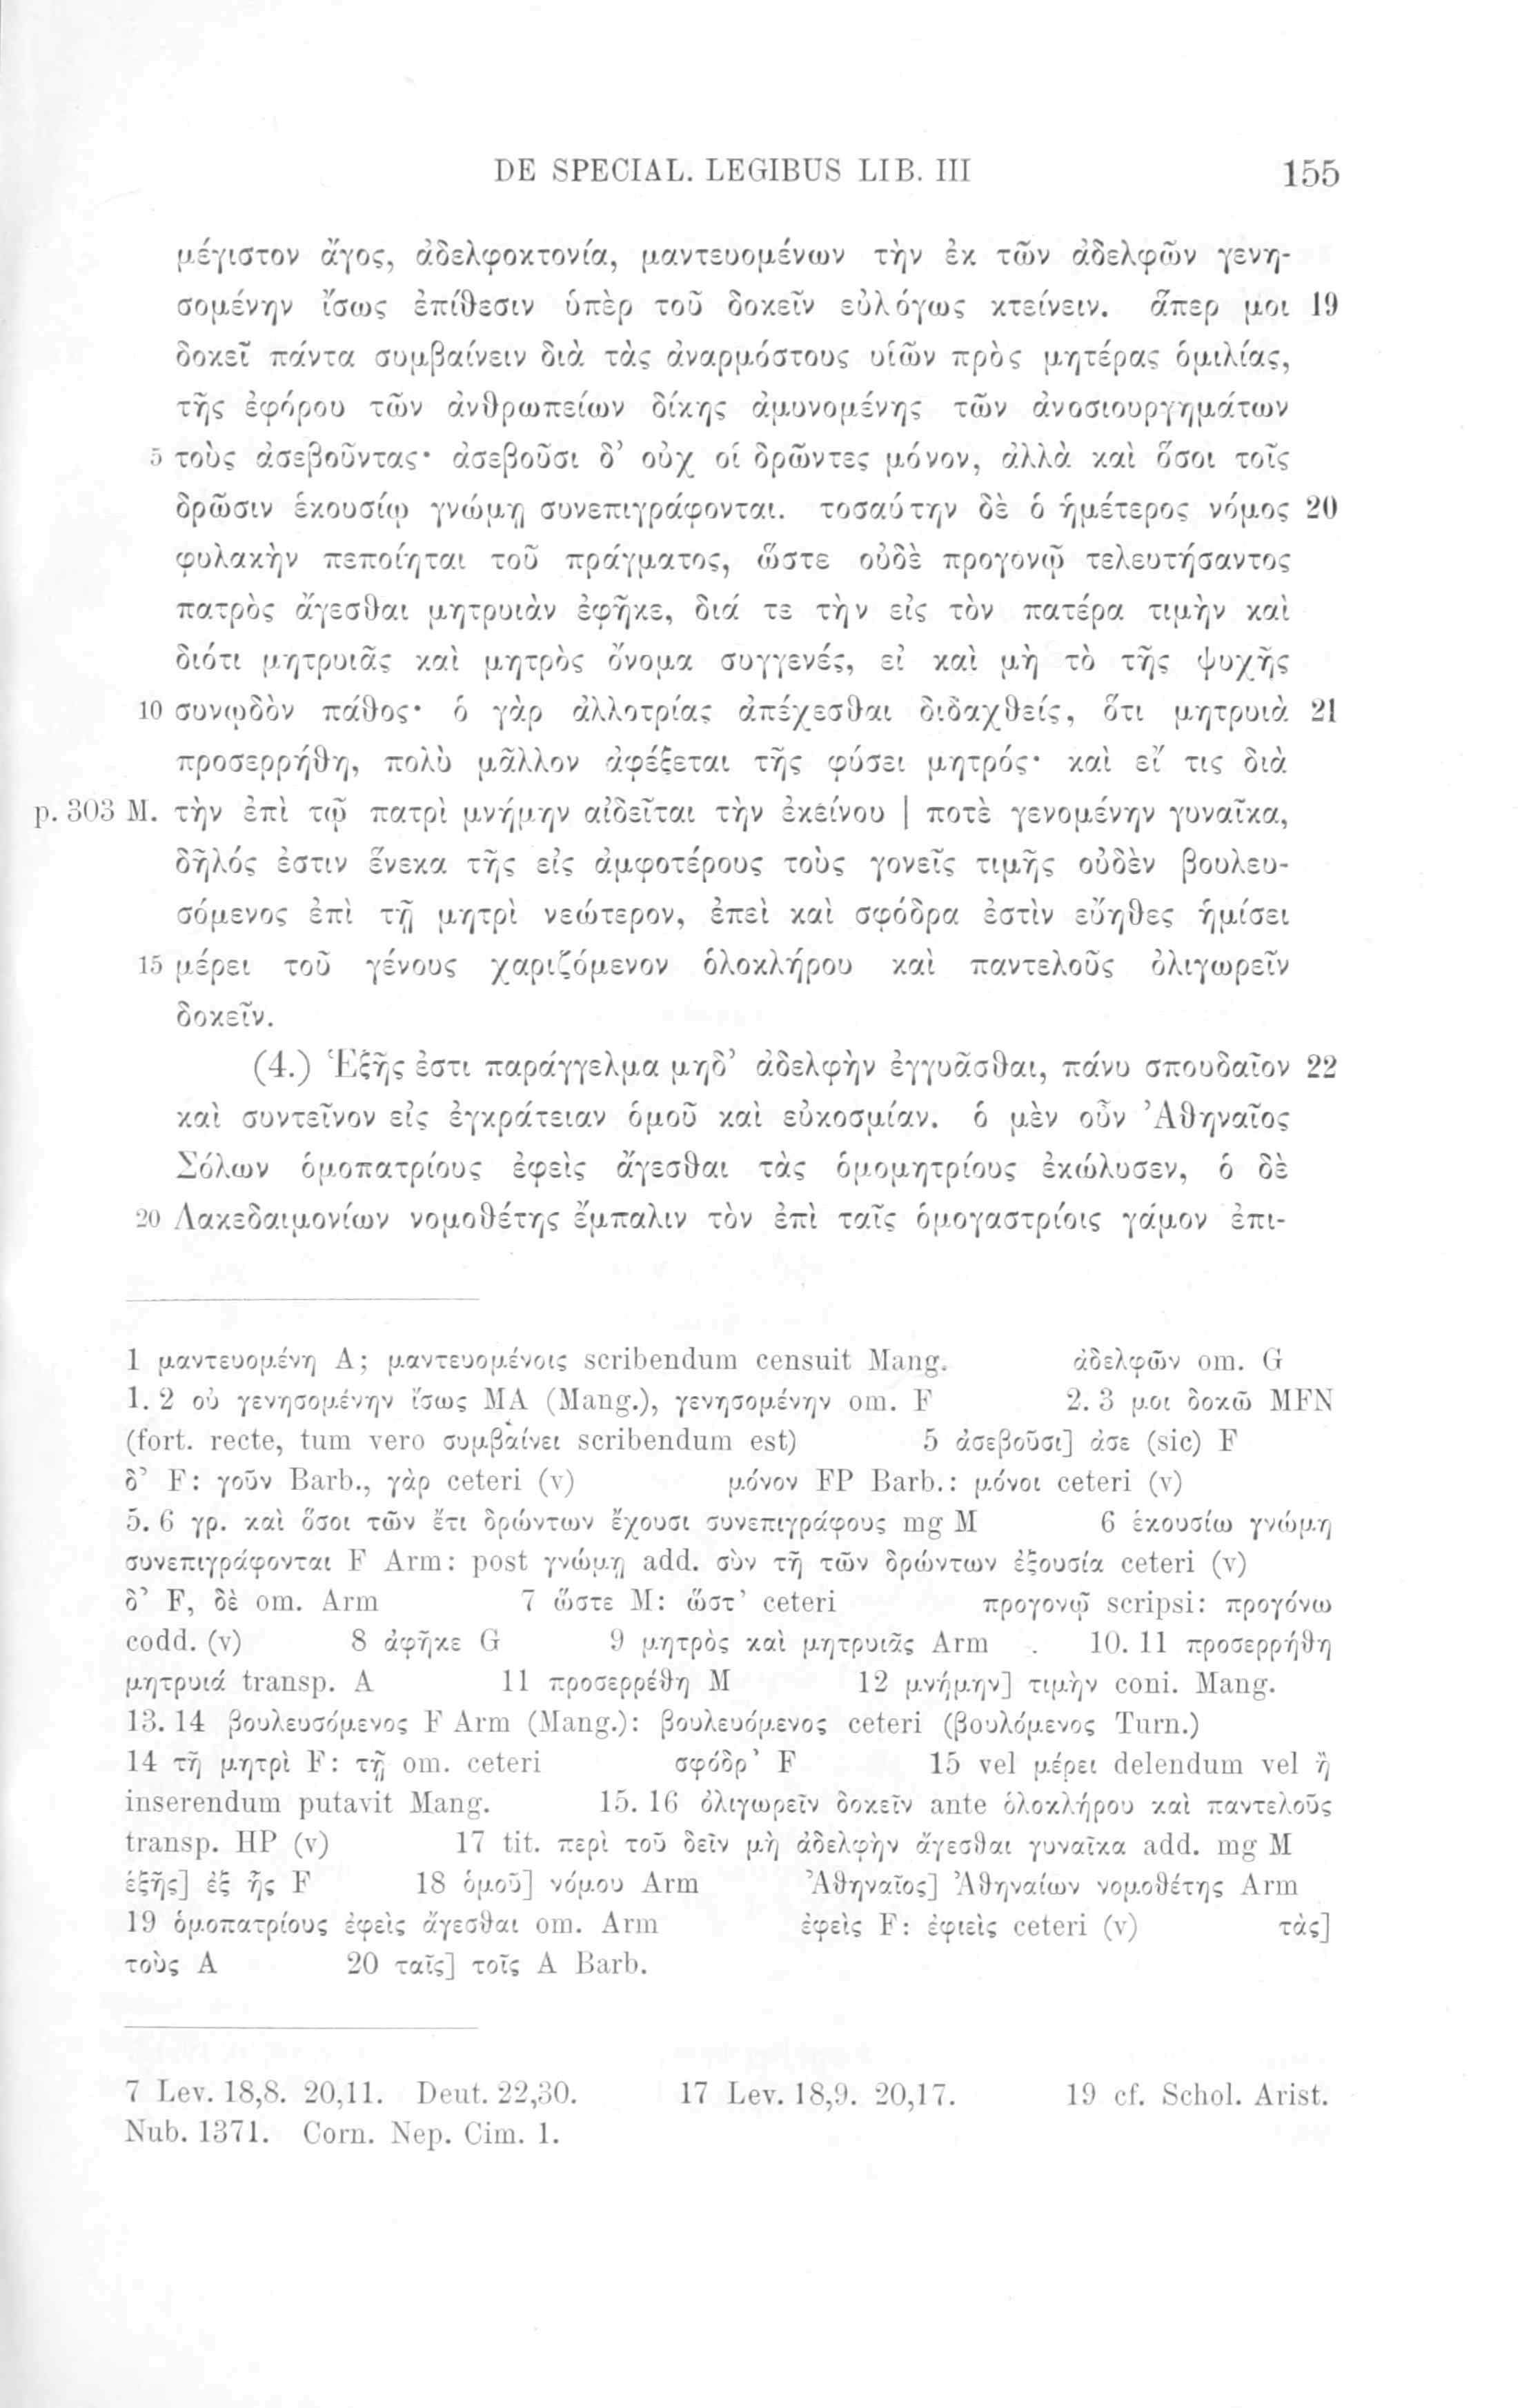 DE SPECIAL. LEGIBUS LIB. III 155
μέγιστον ἄγος, ἀδελφοκτονία, μαντευομένων τὴν ἐκ τῶν ἀδελφῶν γενη-
σομένην ἴσως ἐπίθεσιν ὑπὲρ τοῦ δοκεῖν εὐλόγως κτείνειν. ἅπερ μοι 19
δοκεῖ πάντα συμβαίνειν διὰ τὰς ἀναρμόστους υἱῶν πρὸς μητέρας ὁμιλίας,
τῆς ἐφόρου τῶν ἀνθρωπείων δίκης ἀμυνομένης τῶν ἀνοσιουργημάτων
5 τοὺς ἀσεβοῦντας· ἀσεβοῦσι δ’ οὐχ οἱ δρῶντες μόνον, ἀλλὰ καὶ ὅσοι τοῖς
δρῶσιν ἑκουσίῳ γνώμῃ συνεπιγράφονται. τοσαύτην δὲ ὁ ἡμέτερος νόμος 20
φυλακὴν πεποίηται τοῦ πράγματος, ὥστε οὐδὲ προγονῷ τελευτήσαντος
πατρὸς ἄγεσθαι μητρυιὰν ἐφῆκε, διά τε τὴν εἰς τὸν πατέρα τιμὴν καὶ
διότι μητρυιᾶς καὶ μητρὸς ὄνομα συγγενές, εἰ καὶ μὴ τὸ τῆς ψυχῆς
10 συνῳδὸν πάθος· ὁ γὰρ ἀλλοτρίας ἀπέχεσθαι διδαχθείς, ὅτι μητρυιὰ 21
προσερρήθη, πολὺ μᾶλλον ἀφέξεται τῆς φύσει μητρός· καὶ εἴ τις διὰ
p. 303 M. τὴν ἐπὶ τῷ πατρὶ μνήμην αἰδεῖται τὴν ἐκείνου | ποτὲ γενομένην γυναῖκα,
δῆλός ἐστιν ἕνεκα τῆς εἰς ἀμφοτέρους τοὺς γονεῖς τιμῆς οὐδὲν βουλευ-
σόμενος ἐπὶ τῇ μητρὶ νεώτερον, ἐπεὶ καὶ σφόδρα ἐστὶν εὔηθες ἡμίσει
15 μέρει τοῦ γένους χαριζόμενον ὁλοκλήρου καὶ παντελοῦς ὀλιγωρεῖν
δοκεῖν.
(4.) Ἑξῆς ἐστι παράγγελμα μηδ’ ἀδελφὴν ἐγγυᾶσθαι, πάνυ σπουδαῖον 22
καὶ συντεῖνον εἰς ἐγκράτειαν ὁμοῦ καὶ εὐκοσμίαν. ὁ μὲν οὖν Ἀθηναῖος
Σόλων ὁμοπατρίους ἐφεὶς ἄγεσθαι τὰς ὁμομητρίους ἐκώλυσεν, ὁ δὲ
20 Λακεδαιμονίων νομοθέτης ἔμπαλιν τὸν ἐπὶ ταῖς ὁμογαστρίοις γάμον ἐπι-
1 μαντευομένη A; μαντευομένοις scribendum censuit Mang. ἀδελφῶν om. G
1. 2 οὐ γενησομένην ἴσως MA (Mang.), γενησομένην om. F 2. 3 μοι δοκῶ MFN
(fort. recte, tum vero συμβαίνει scribendum est) 5 ἀσεβοῦσι] ἀσε (sic) F
δ’ F: γοῦν Barb., γὰρ ceteri (v) μόνον FP Barb.: μόνοι ceteri (v)
5. 6 γρ. καὶ ὅσοι τῶν ἔτι δρώντων ἔχουσι συνεπιγράφους mg M 6 ἑκουσίω γνώμη
συνεπιγράφονται F Arm: post γνώμῃ add. σὺν τῆ τῶν δρώντων ἐξουσία ceteri (v)
δ’ F, δὲ om. Arm 7 ὥστε M: ὥστ’ ceteri προγονῷ scripsi: προγόνω
codd. (v) 8 ἀφῆκε G 9 μητρὸς καὶ μητρυιᾶς Arm 10. 11 προσερρήθη
μητρυιά transp. A 11 προσερρέθη M 12 μνήμην] τιμὴν coni. Mang.
13. 14 βουλευσόμενος F Arm (Mang.): βουλευόμενος ceteri (βουλόμενος Turn.)
14 τῆ μητρὶ F: τῇ om. ceteri σφόδρ’ F 15 vel μέρει delendum vel ἢ
inserendum putavit Mang. 15. 16 ὀλιγωρεῖν δοκεῖν ante ὁλοκλήρου καὶ παντελοῦς
transp. HP (v) 17 tit. περὶ τοῦ δεῖν μὴ ἀδελφὴν ἄγεσθαι γυναῖκα add. mg M
ἑξῆς] ἐξ ἧς F 18 ὁμοῦ] νόμου Arm Ἀθηναῖος] Ἀθηναίων νομοθέτης Arm
19 ὁμοπατρίους ἐφεὶς ἄγεσθαι om. Arm ἐφεὶς F: ἐφιεὶς ceteri (v) τὰς]
τοὺς A 20 ταῖς] τοῖς A Barb.
7 Lev. 18,8. 20,11. Deut. 22,30. 17 Lev. 18,9. 20,17. 19 cf. Schol. Arist.
Nub. 1371. Corn. Nep. Cim. 1.